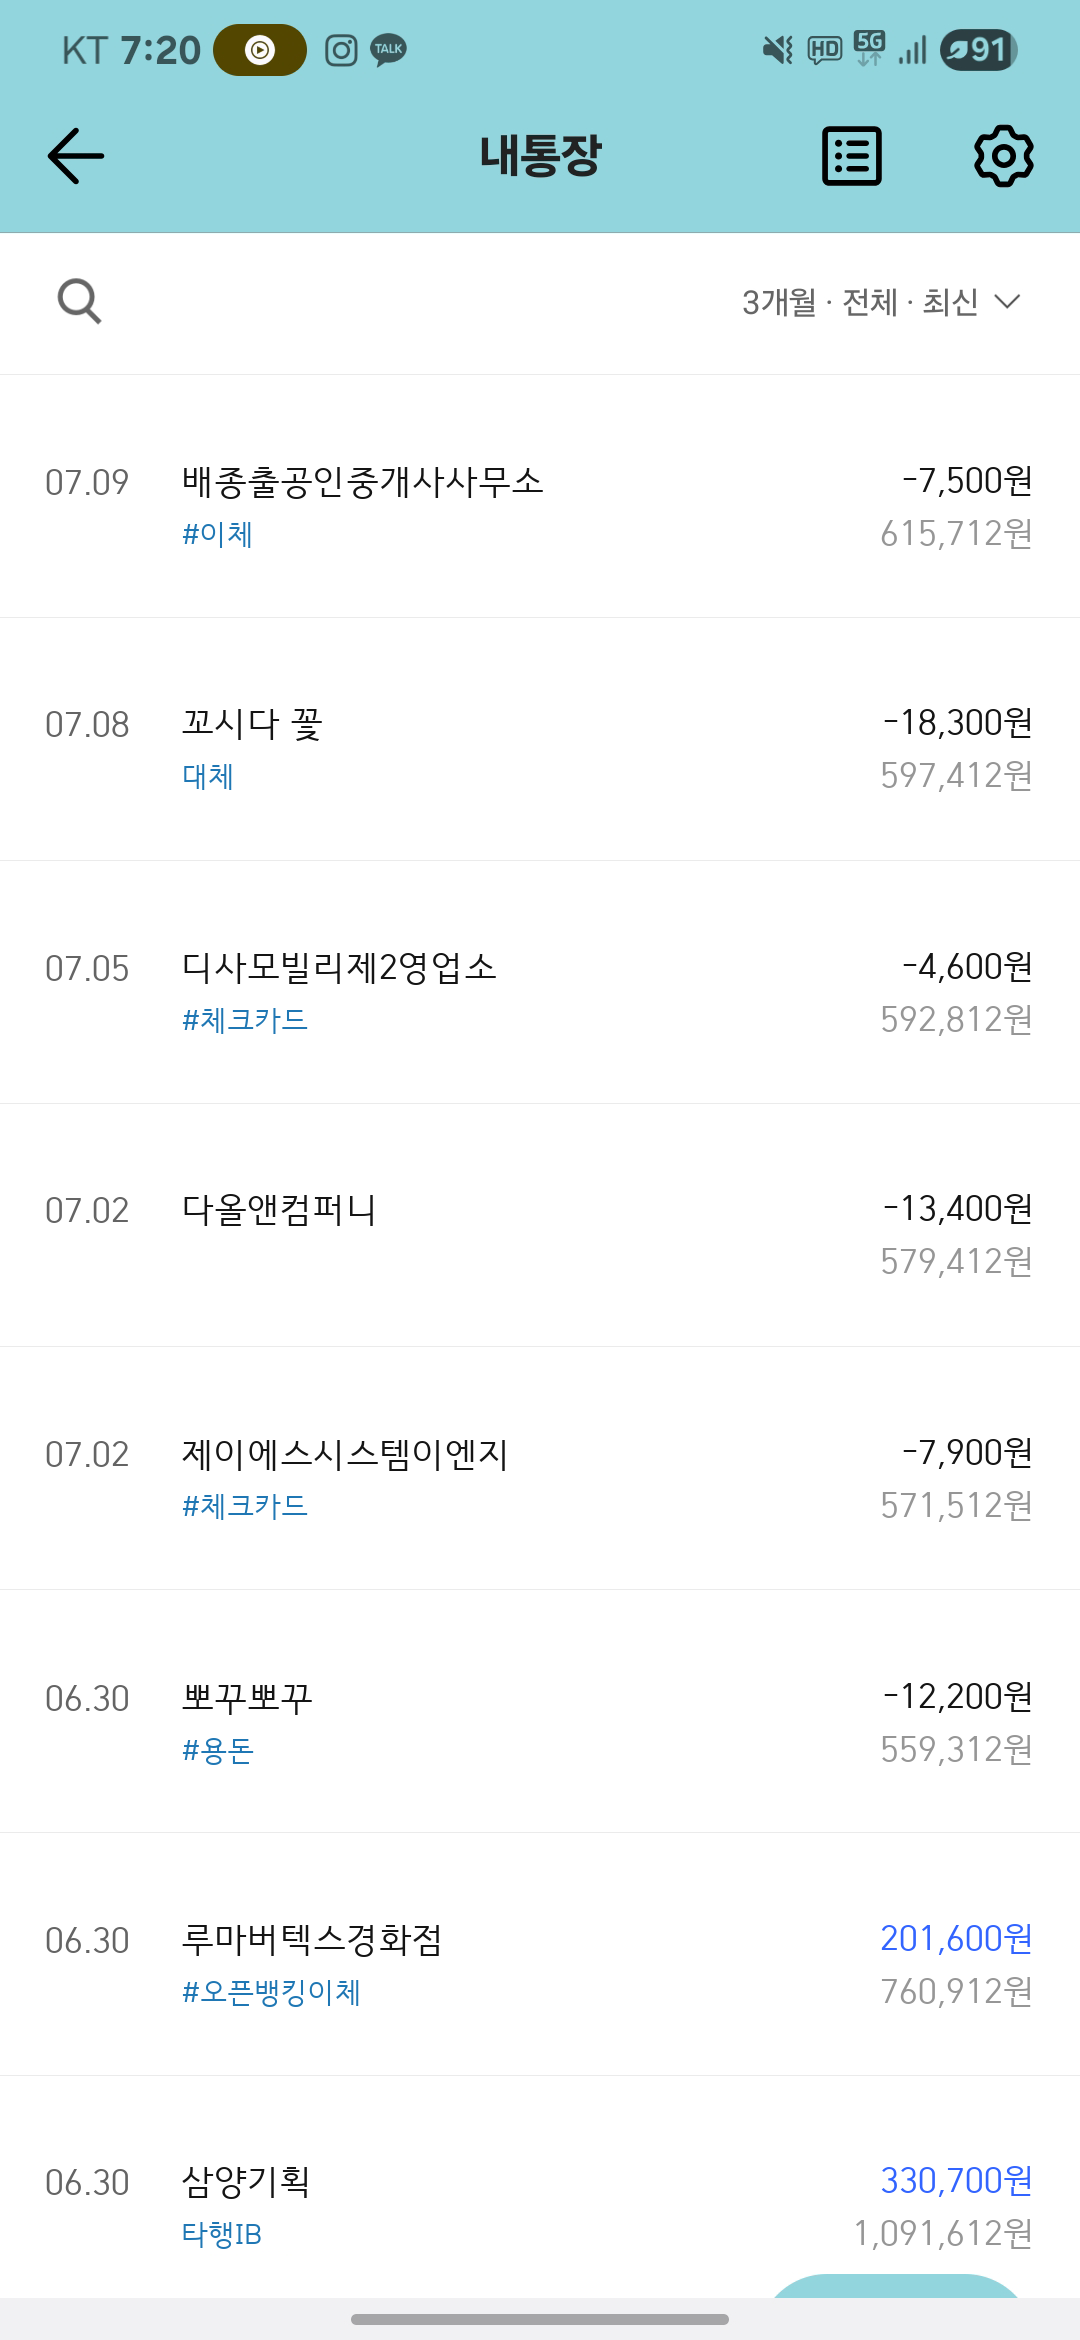 KT 7:20 TALK HD 5G 91
내통장
3개월 · 전체 · 최신
07.09 배종출공인중개사사무소 -7,500원
#이체 615,712원
07.08 꼬시다 꽃 -18,300원
대체 597,412원
07.05 디사모빌리제2영업소 -4,600원
#체크카드 592,812원
07.02 다올앤컴퍼니 -13,400원
579,412원
07.02 제이에스시스템이엔지 -7,900원
#체크카드 571,512원
06.30 뽀꾸뽀꾸 -12,200원
#용돈 559,312원
06.30 루마버텍스경화점 201,600원
#오픈뱅킹이체 760,912원
06.30 삼양기획 330,700원
타행IB 1,091,612원